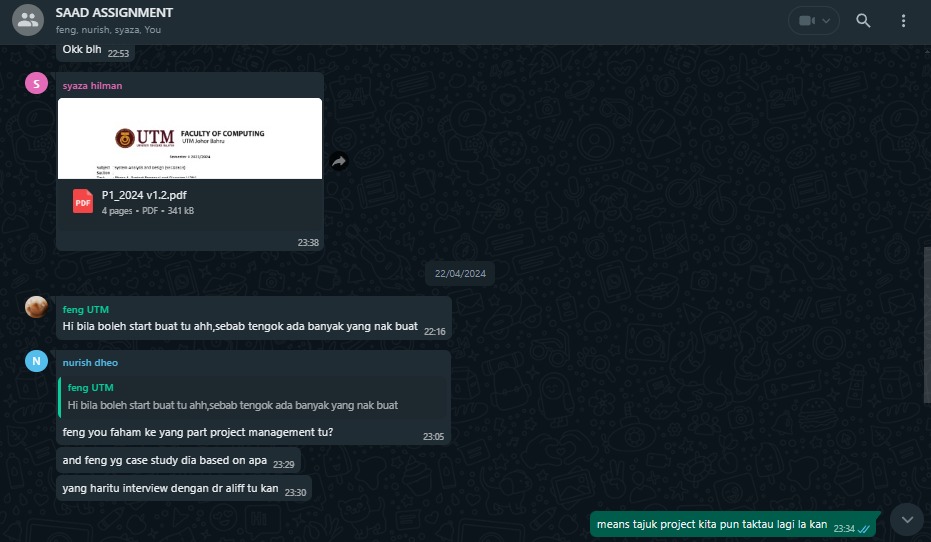 SAAD ASSIGNMENT
feng, nurish, syaza, You
Okk blh 22:53
S
syaza hilman
UTM FACULTY OF COMPUTING
UTM Johor Bahru
P1_2024 v1.2.pdf
PDF
4 pages • PDF • 341 kB
23:38
22/04/2024
feng UTM
Hi bila boleh start buat tu ahh,sebab tengok ada banyak yang nak buat 22:16
N
nurish dheo
feng UTM
Hi bila boleh start buat tu ahh,sebab tengok ada banyak yang nak buat
feng you faham ke yang part project management tu? 23:05
and feng yg case study dia based on apa 23:29
yang haritu interview dengan dr aliff tu kan 23:30
means tajuk project kita pun taktau lagi la kan 23:34